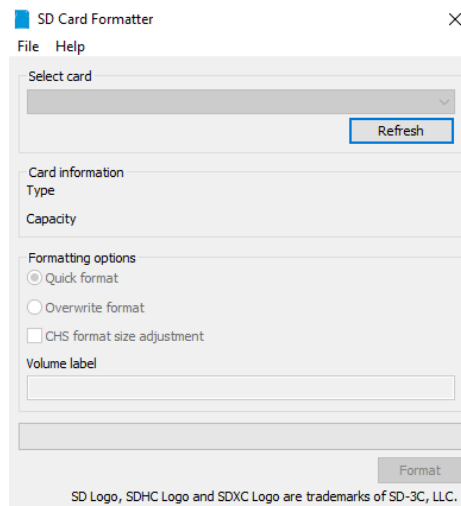 SD Card Formatter
File Help
Select card
Refresh
Card information
Type
Capacity
Formatting options
Quick format
Overwrite format
CHS format size adjustment
Volume label
Format
SD Logo, SDHC Logo and SDXC Logo are trademarks of SD-3C, LLC.